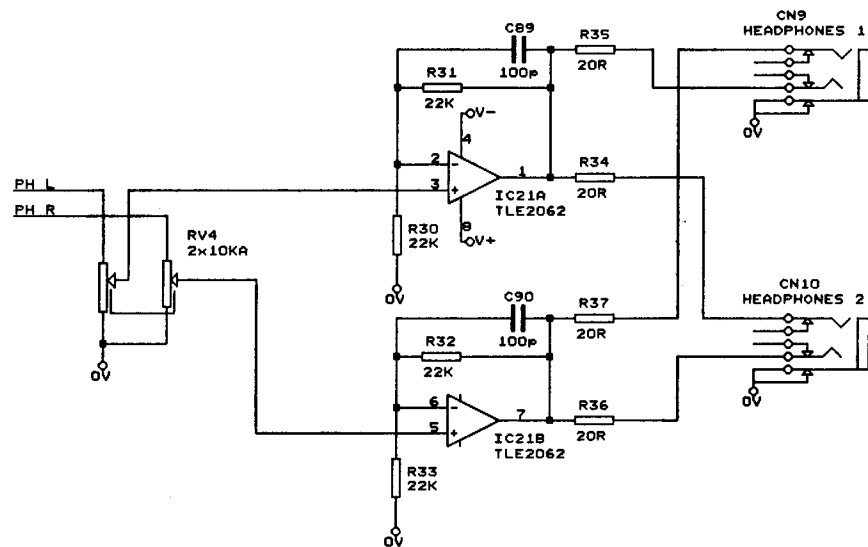 C89
100p
R35
20R
CN9
HEADPHONES 1
R31
22K
0V
V-
4
2
3
1
R34
20R
IC21A
TLE2062
8
V+
PH L
PH R
RV4
2x10KA
R30
22K
0V
0V
CN10
HEADPHONES 2
C90
100p
R37
20R
R32
22K
0V
6
5
7
R36
20R
IC21B
TLE2062
R33
22K
0V